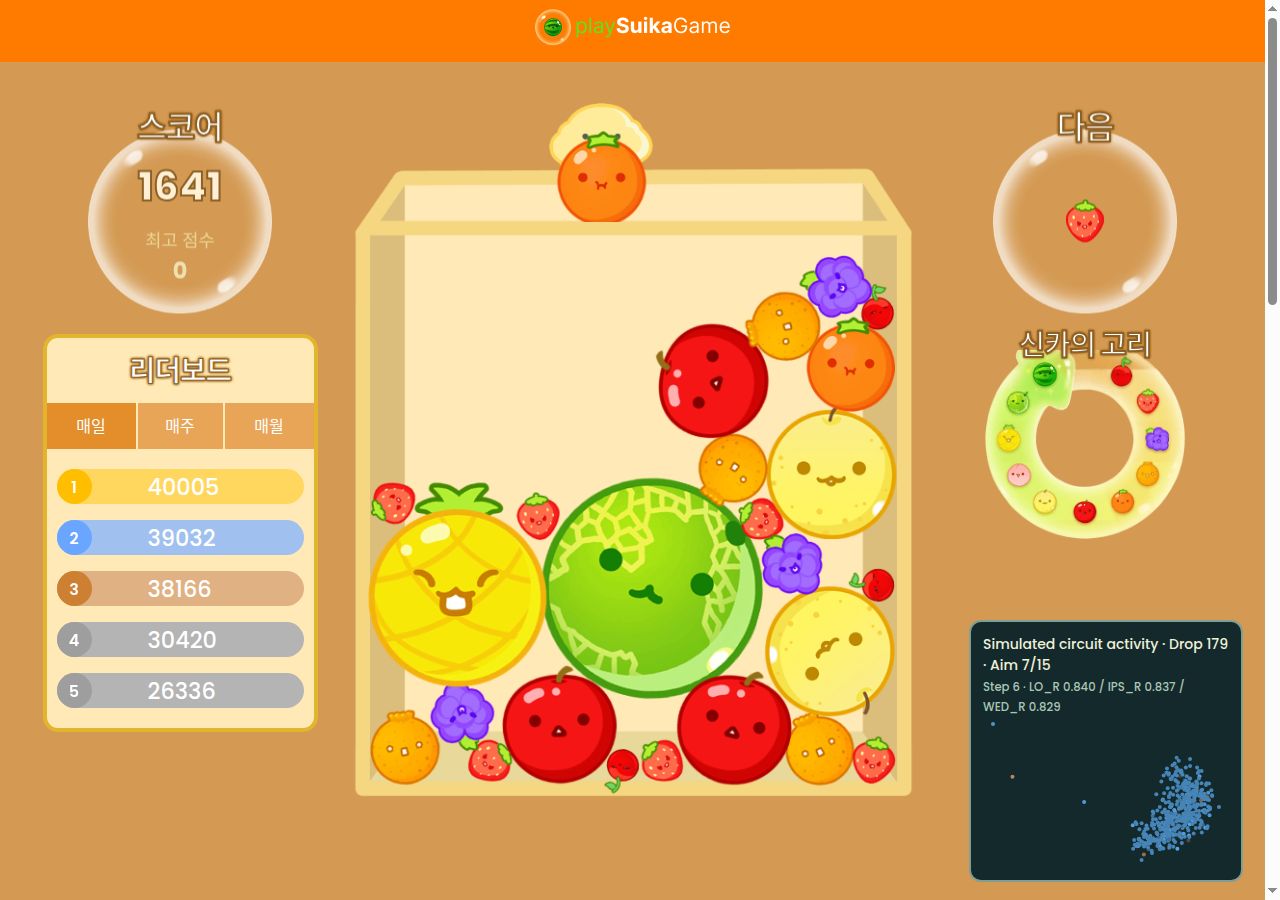 playSuikaGame
스코어
1641
최고 점수
0
다음
리더보드
매일 매주 매월
1 40005
2 39032
3 38166
4 30420
5 26336
신카의 고리
Simulated circuit activity · Drop 179
· Aim 7/15
Step 6 · LO_R 0.840 / IPS_R 0.837 /
WED_R 0.829